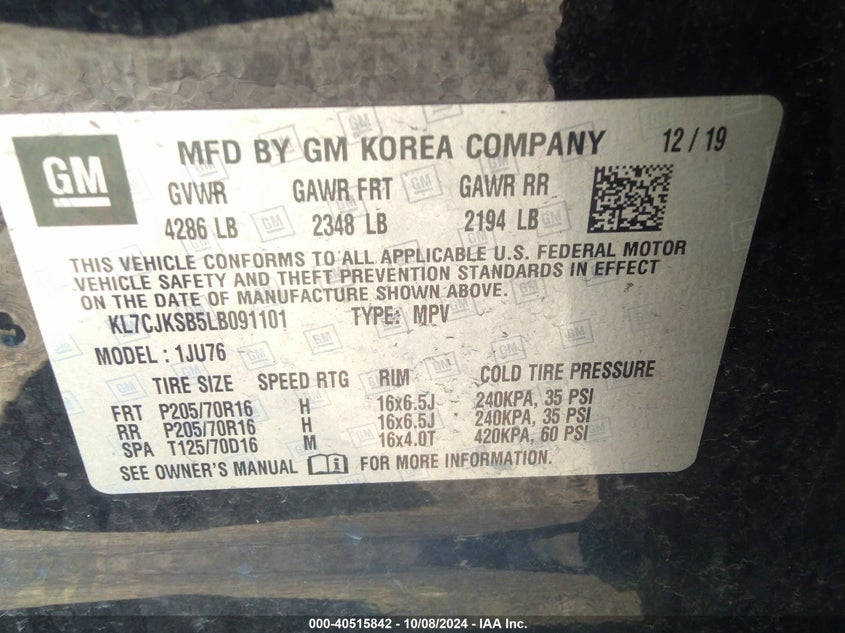 GM
MFD BY GM KOREA COMPANY 12 / 19
GVWR GAWR FRT GAWR RR
4286 LB 2348 LB 2194 LB
THIS VEHICLE CONFORMS TO ALL APPLICABLE U.S. FEDERAL MOTOR
VEHICLE SAFETY AND THEFT PREVENTION STANDARDS IN EFFECT
ON THE DATE OF MANUFACTURE SHOWN ABOVE.
KL7CJKSB5LB091101 TYPE: MPV
MODEL : 1JU76
TIRE SIZE SPEED RTG RIM COLD TIRE PRESSURE
FRT P205/70R16 H 16x6.5J 240KPA, 35 PSI
RR P205/70R16 H 16x6.5J 240KPA, 35 PSI
SPA T125/70D16 M 16x4.0T 420KPA, 60 PSI
SEE OWNER'S MANUAL FOR MORE INFORMATION.
000-40515842 - 10/08/2024 - IAA Inc.